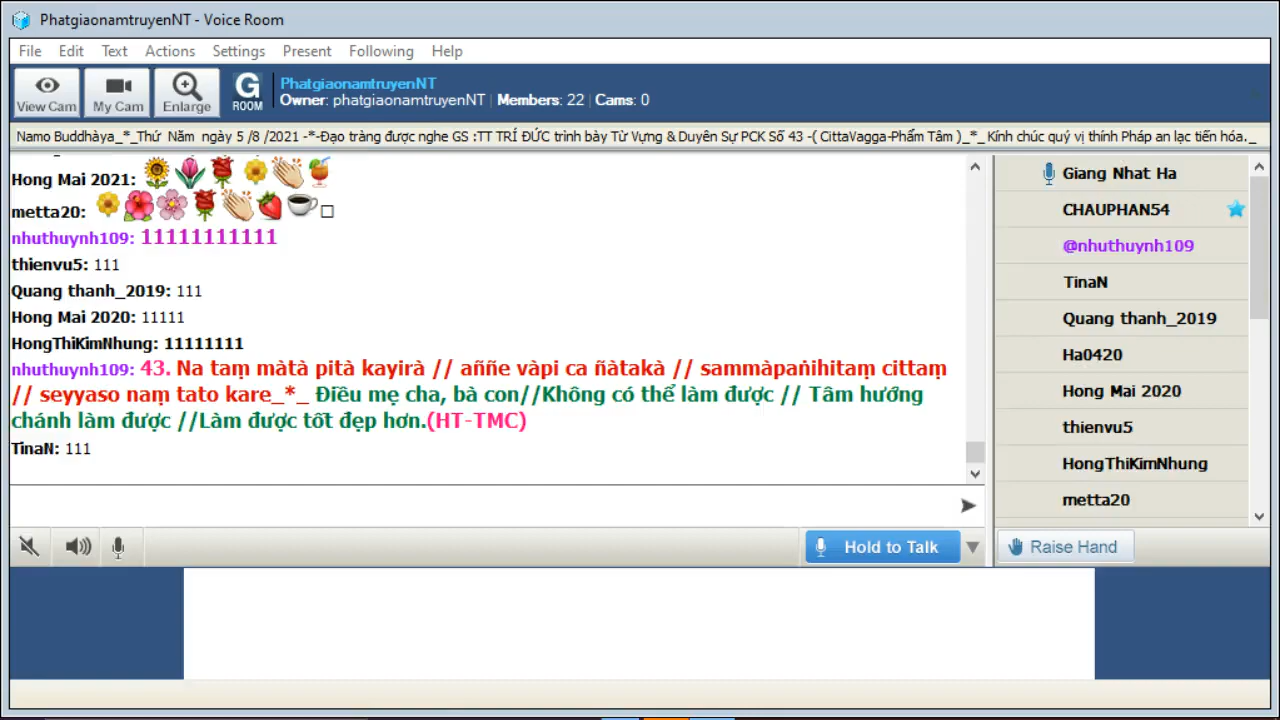 PhatgiaonamtruyenNT - Voice Room
File Edit Text Actions Settings Present Following Help
View Cam My Cam Enlarge G ROOM
PhatgiaonamtruyenNT
Owner: phatgiaonamtruyenNT | Members: 22 | Cams: 0
Namo Buddhàya_*_Thứ Năm ngày 5 /8 /2021 -*-Đạo tràng được nghe GS :TT TRÍ ĐỨC trình bày Từ Vựng & Duyên Sự PCK Số 43 -( CittaVagga-Phẩm Tâm )_*_Kính chúc quý vị thính Pháp an lạc tiến hóa._
Hong Mai 2021:
metta20:
nhuthuynh109: 11111111111
thienvu5: 111
Quang thanh_2019: 111
Hong Mai 2020: 11111
HongThiKimNhung: 11111111
nhuthuynh109: 43. Na taṃ màtà pità kayirà // aññe vàpi ca ñàtakà // sammàpaṅihitaṃ cittaṃ
// seyyaso naṃ tato kare_*_ Điều mẹ cha, bà con//Không có thể làm được // Tâm hướng
chánh làm được //Làm được tốt đẹp hơn.(HT-TMC)
TinaN: 111
Giang Nhat Ha
CHAUPHAN54
@nhuthuynh109
TinaN
Quang thanh_2019
Ha0420
Hong Mai 2020
thienvu5
HongThiKimNhung
metta20
Hold to Talk
Raise Hand